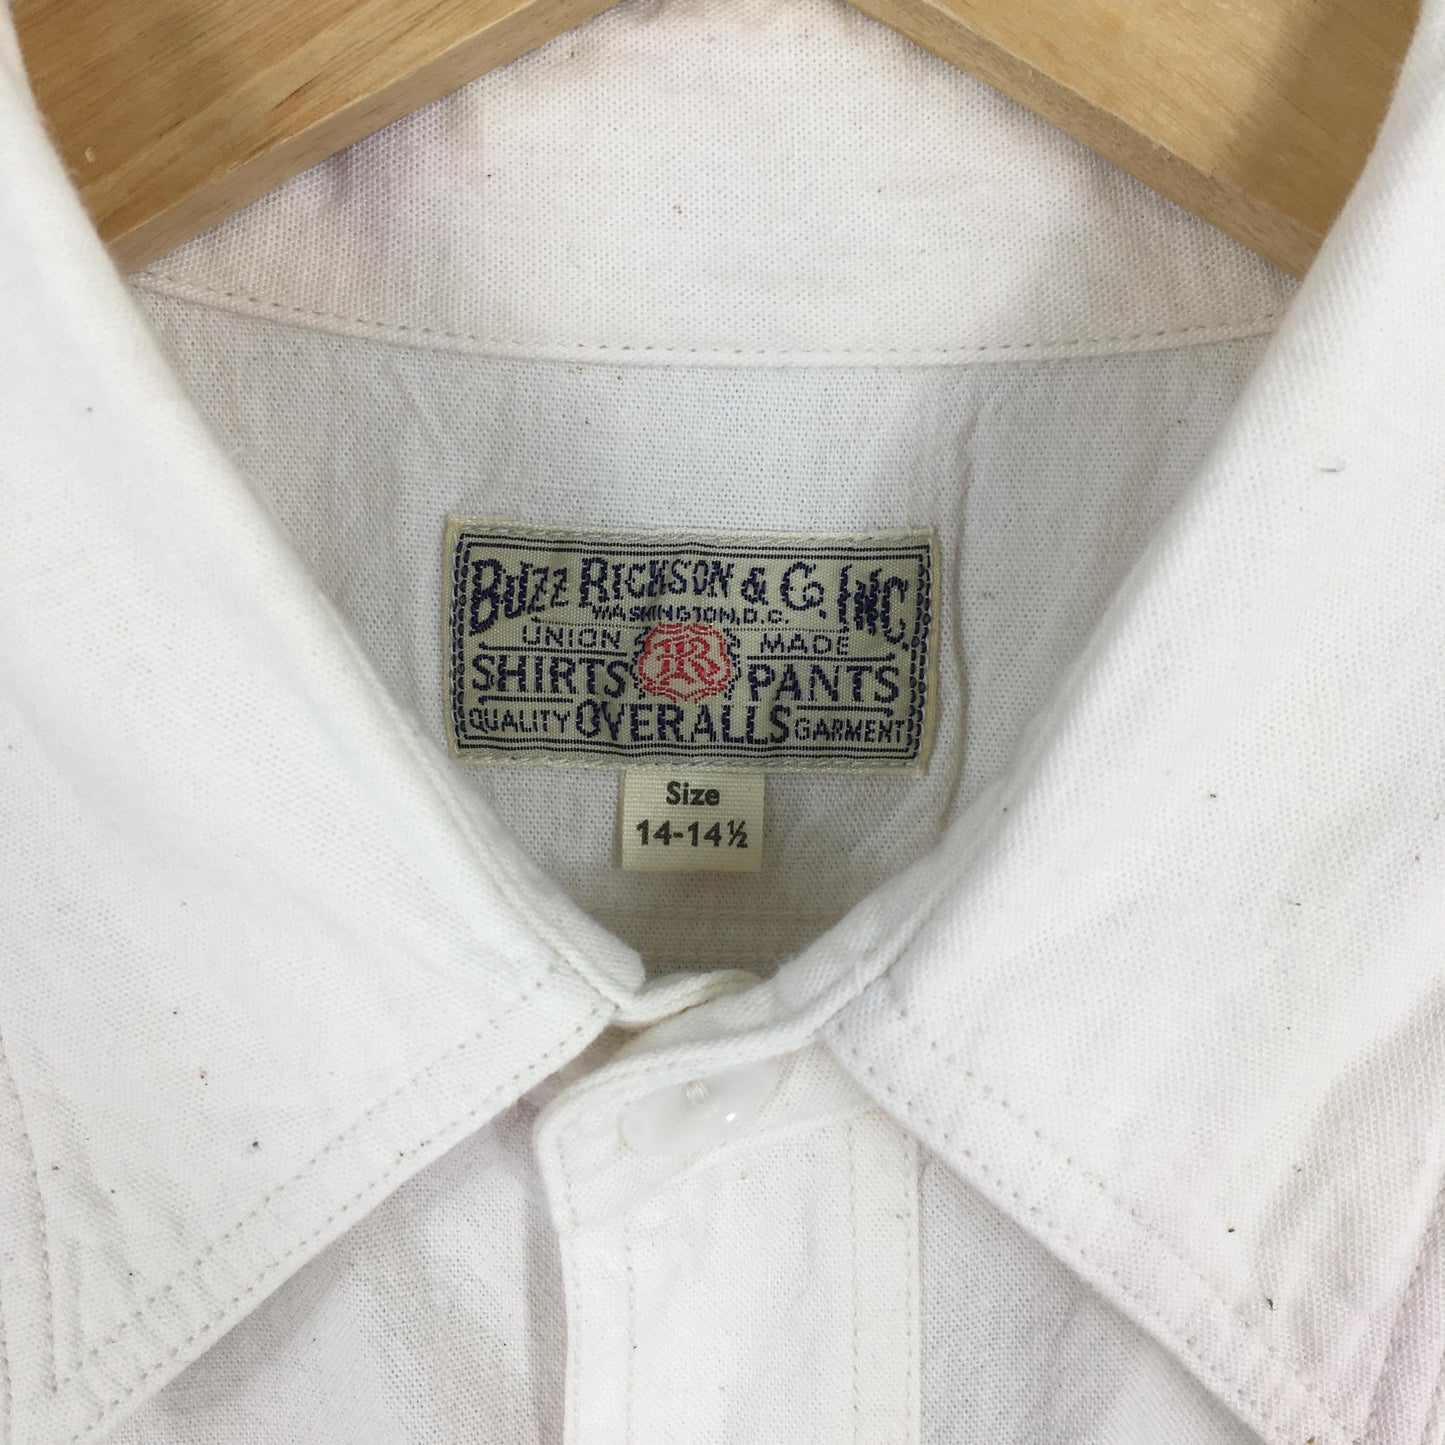 BUZZ RICKSON & Co. INC.
WASHINGTON, D.C.
UNION MADE
R
SHIRTS PANTS
QUALITY OVERALLS GARMENT
Size
14-14½